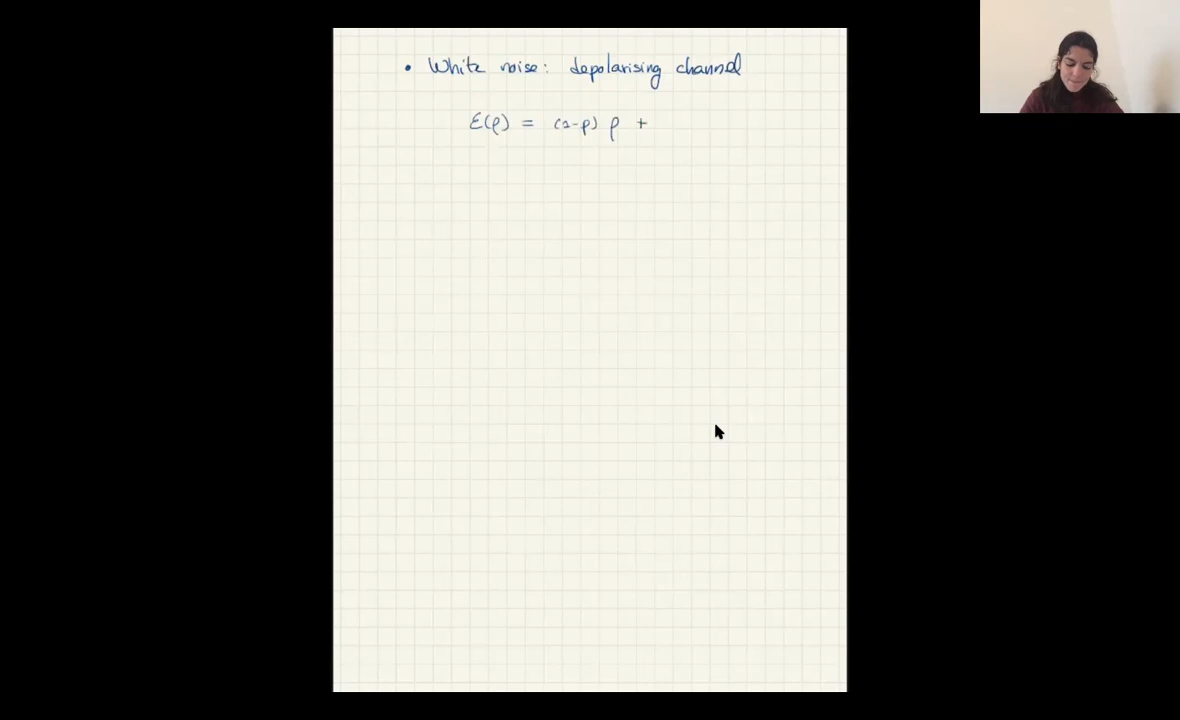 • White noise: depolarising channel
ℰ(ρ) = (1-p) ρ +